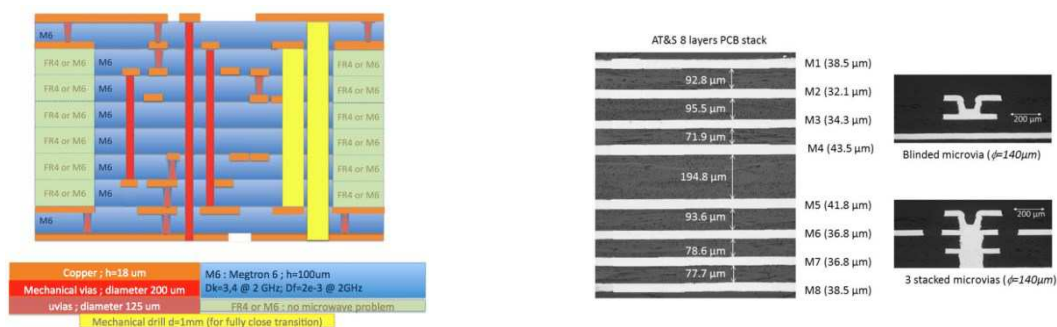 M6
FR4 or M6
M6
FR4 or M6
FR4 or M6
M6
FR4 or M6
FR4 or M6
M6
FR4 or M6
FR4 or M6
M6
FR4 or M6
FR4 or M6
M6
FR4 or M6
FR4 or M6
M6
FR4 or M6
M6
Copper ; h=18 um
Mechanical vias ; diameter 200 um
uvias ; diameter 125 um
M6 : Megtron 6 ; h=100um
Dk=3,4 @ 2 GHz; Df=2e-3 @ 2GHz
FR4 or M6 : no microwave problem
Mechanical drill d=1mm (for fully close transition)
AT&S 8 layers PCB stack
M1 (38.5 µm)
92.8 µm
M2 (32.1 µm)
95.5 µm
M3 (34.3 µm)
71.9 µm
M4 (43.5 µm)
194.8 µm
M5 (41.8 µm)
93.6 µm
M6 (36.8 µm)
78.6 µm
M7 (36.8 µm)
77.7 µm
M8 (38.5 µm)
200 µm
Blinded microvia (ϕ=140µm)
200 µm
3 stacked microvias (ϕ=140µm)